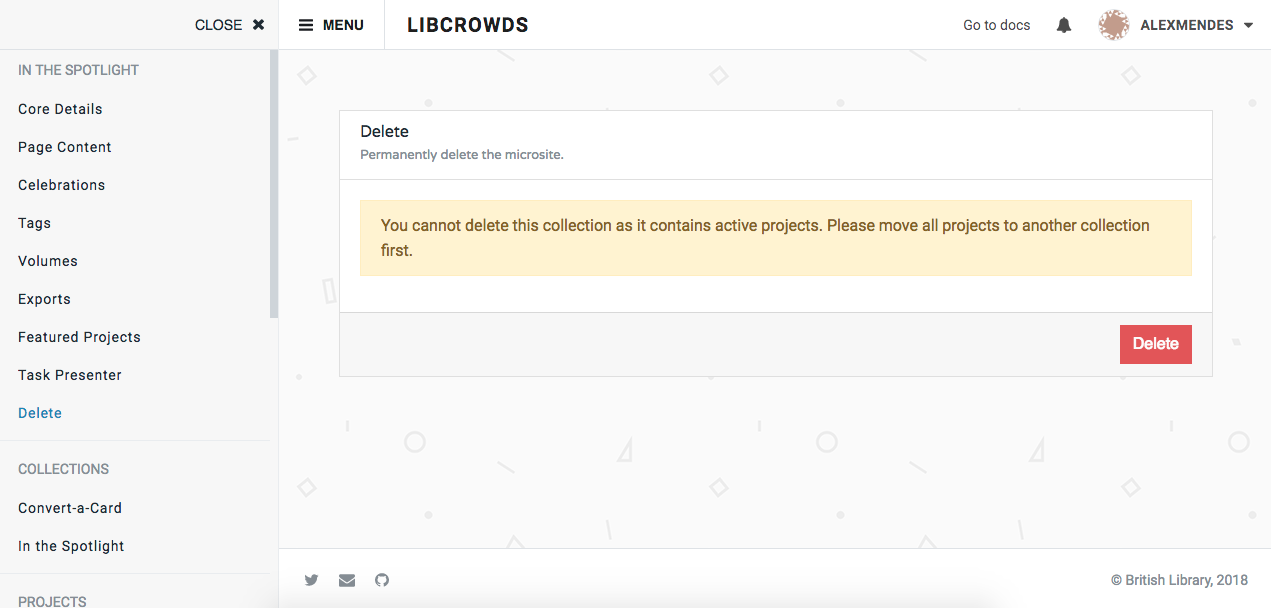 CLOSE ✖
MENU
LIBCROWDS
Go to docs
ALEXMENDES
IN THE SPOTLIGHT
Core Details
Page Content
Celebrations
Tags
Volumes
Exports
Featured Projects
Task Presenter
Delete
COLLECTIONS
Convert-a-Card
In the Spotlight
PROJECTS
Delete
Permanently delete the microsite.
You cannot delete this collection as it contains active projects. Please move all projects to another collection
first.
Delete
© British Library, 2018